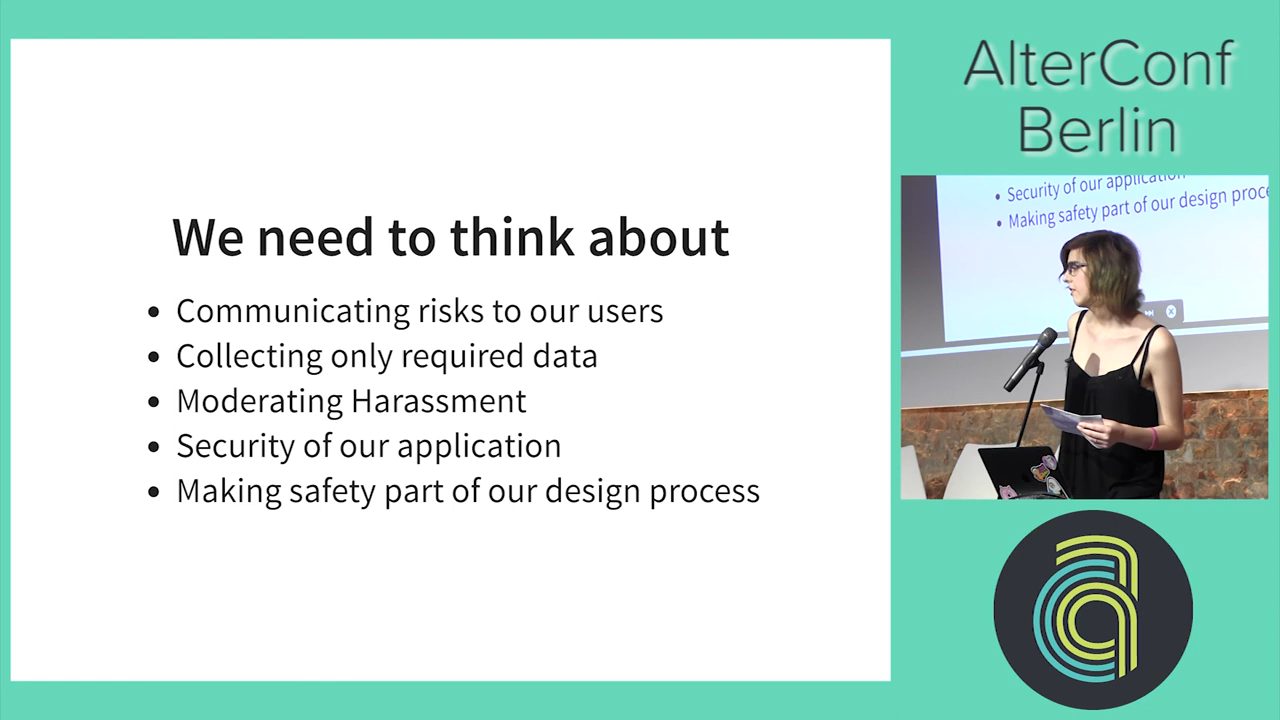 We need to think about
• Communicating risks to our users
• Collecting only required data
• Moderating Harassment
• Security of our application
• Making safety part of our design process
AlterConf
Berlin
• Security of our application
• Making safety part of our design proce